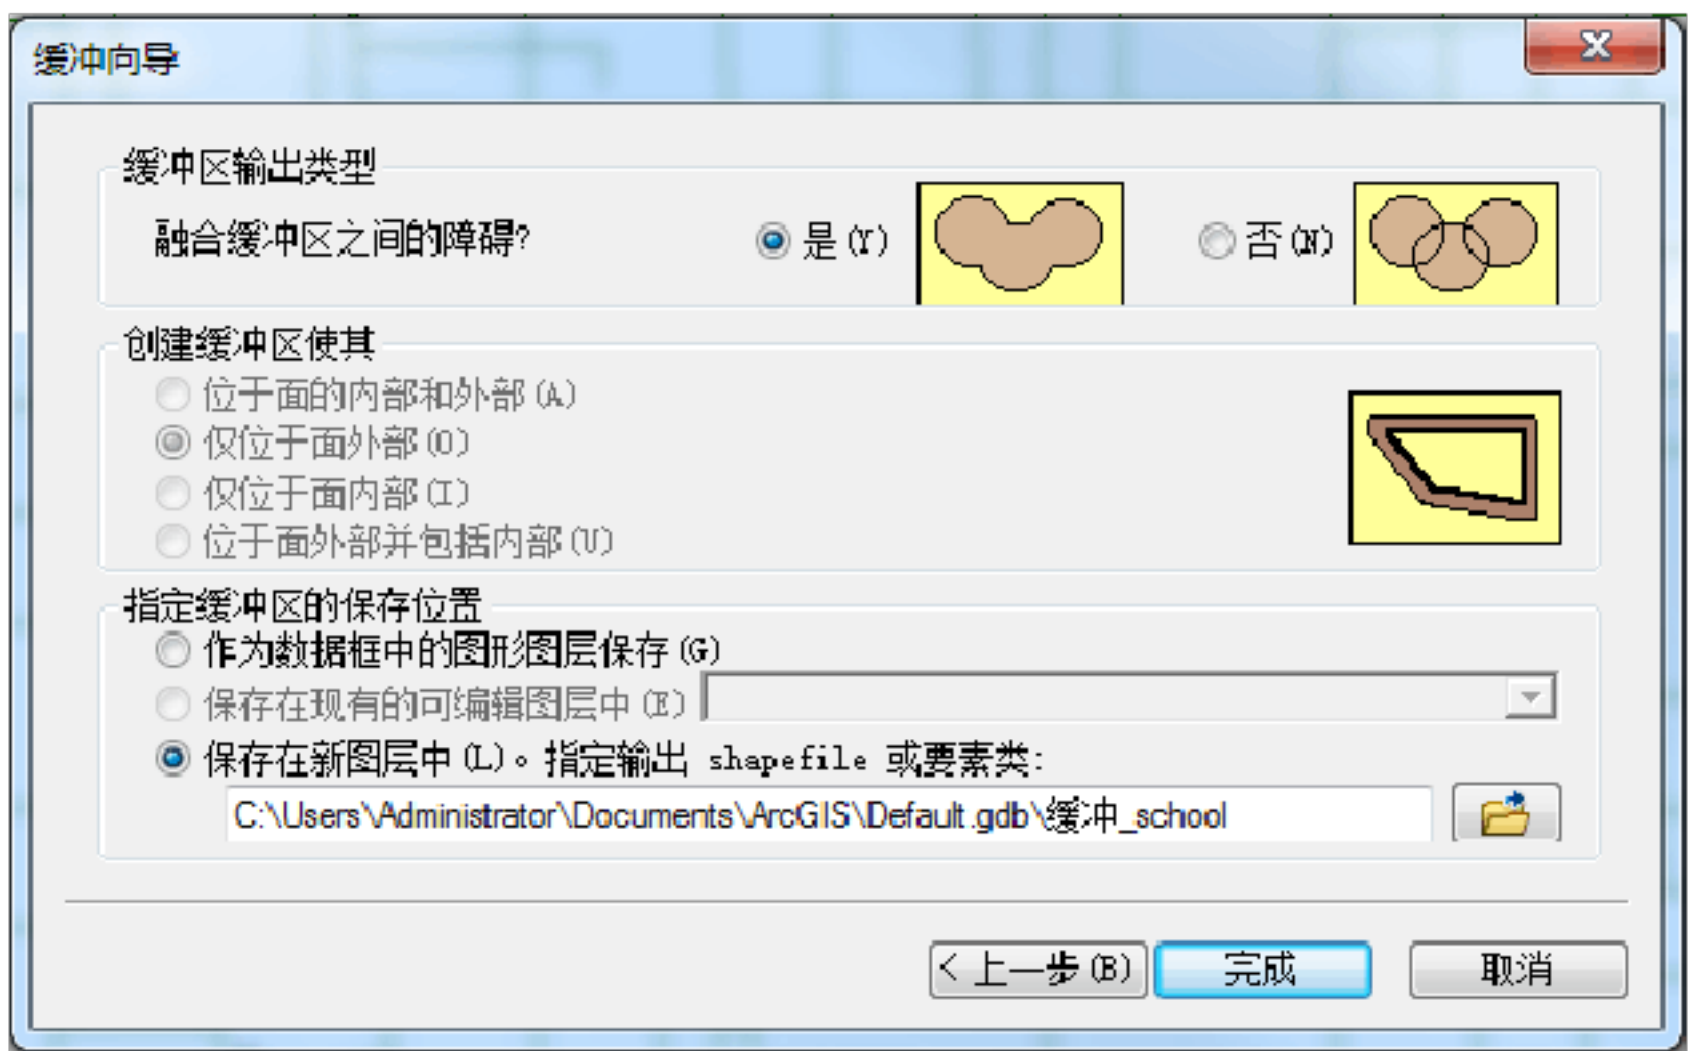 缓冲向导
缓冲区输出类型
融合缓冲区之间的障碍? 是(Y) 否(N)
创建缓冲区使其
位于面的内部和外部(A)
仅位于面外部(O)
仅位于面内部(I)
位于面外部并包括内部(U)
指定缓冲区的保存位置
作为数据框中的图形图层保存(G)
保存在现有的可编辑图层中(E)
保存在新图层中(L)。指定输出 shapefile 或要素类:
C:\Users\Administrator\Documents\ArcGIS\Default.gdb\缓冲_school
< 上一步(B) 完成 取消